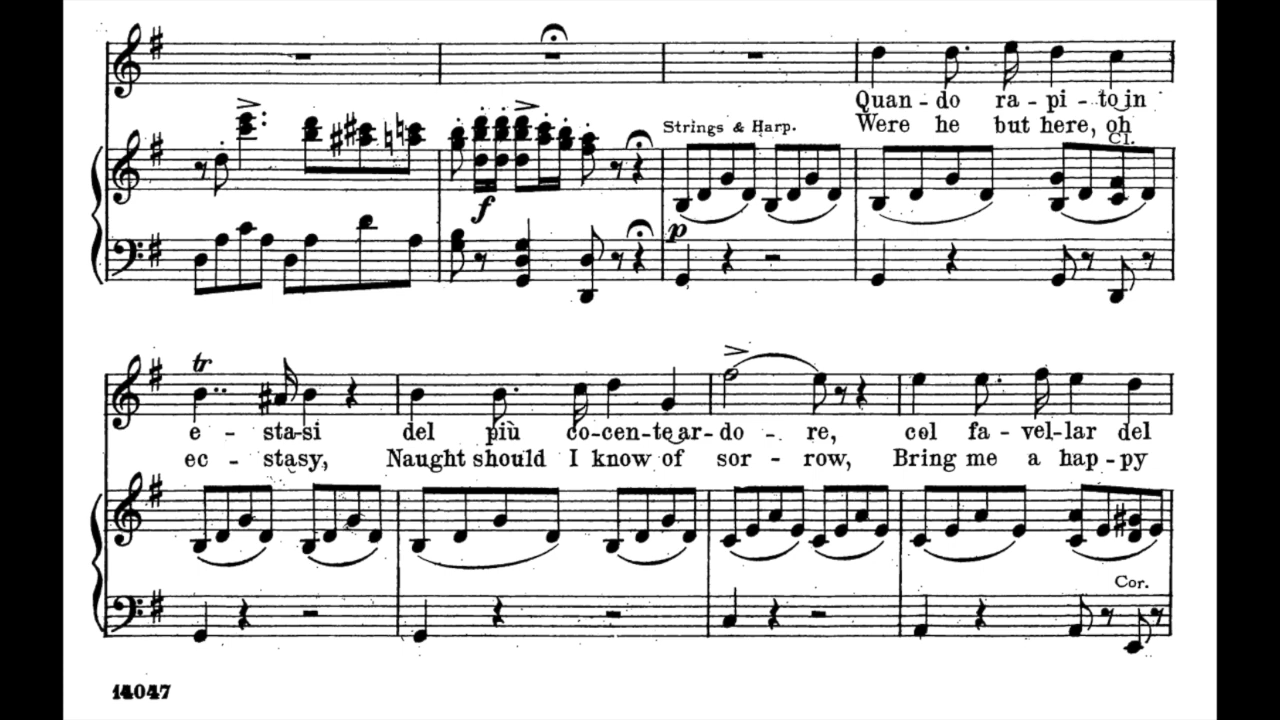 Strings & Harp.
Quan - do ra - pi - to in
Were he but here, oh
Cl.
f
p
tr
e - sta-si del più co-cen-te ar-do - re, col fa-vel-lar del
ec - stasy, Naught should I know of sor - row, Bring me a hap-py
Cor.
14047